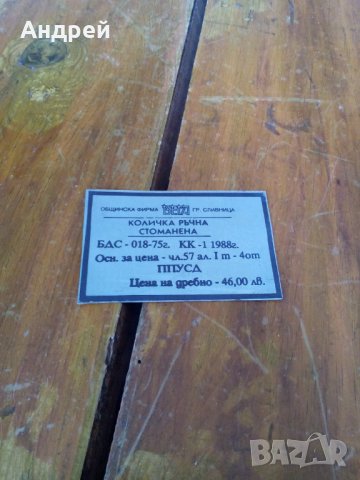 Андрей
ОБЩИНСКА ФИРМА ГР. СЛИВНИЦА
КОЛИЧКА РЪЧНА
СТОМАНЕНА
БДС - 018-75г. КК -1 1988г.
Осн. за цена - чл.57 ал. I т - 4от
ППУСД
Цена на дребно - 46,00 лв.
BAZAR